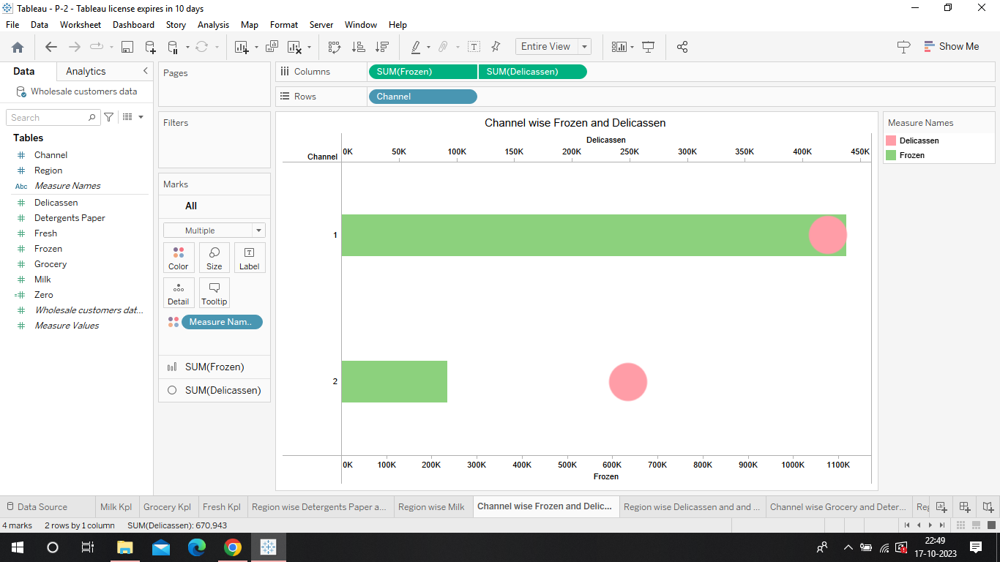 Tableau - P-2 - Tableau license expires in 10 days
File Data Worksheet Dashboard Story Analysis Map Format Server Window Help
Entire View
Show Me
Data Analytics
Wholesale customers data
Search
Tables
Channel
Region
Abc Measure Names
Delicassen
Detergents Paper
Fresh
Frozen
Grocery
Milk
Zero
Wholesale customers dat...
Measure Values
Pages
Filters
Marks
All
Multiple
Color Size Label
Detail Tooltip
Measure Nam..
SUM(Frozen)
SUM(Delicassen)
Columns SUM(Frozen) SUM(Delicassen)
Rows Channel
Channel wise Frozen and Delicassen
Delicassen
Channel 0K 50K 100K 150K 200K 250K 300K 350K 400K 450K
1
2
0K 100K 200K 300K 400K 500K 600K 700K 800K 900K 1000K 1100K
Frozen
Measure Names
Delicassen
Frozen
Data Source Milk Kpl Grocery Kpl Fresh Kpl Region wise Detergents Paper a... Region wise Milk Channel wise Frozen and Delic... Region wise Delicassen and and ... Channel wise Grocery and Deter... Reg
4 marks 2 rows by 1 column SUM(Delicassen): 670,943
22:49
17-10-2023